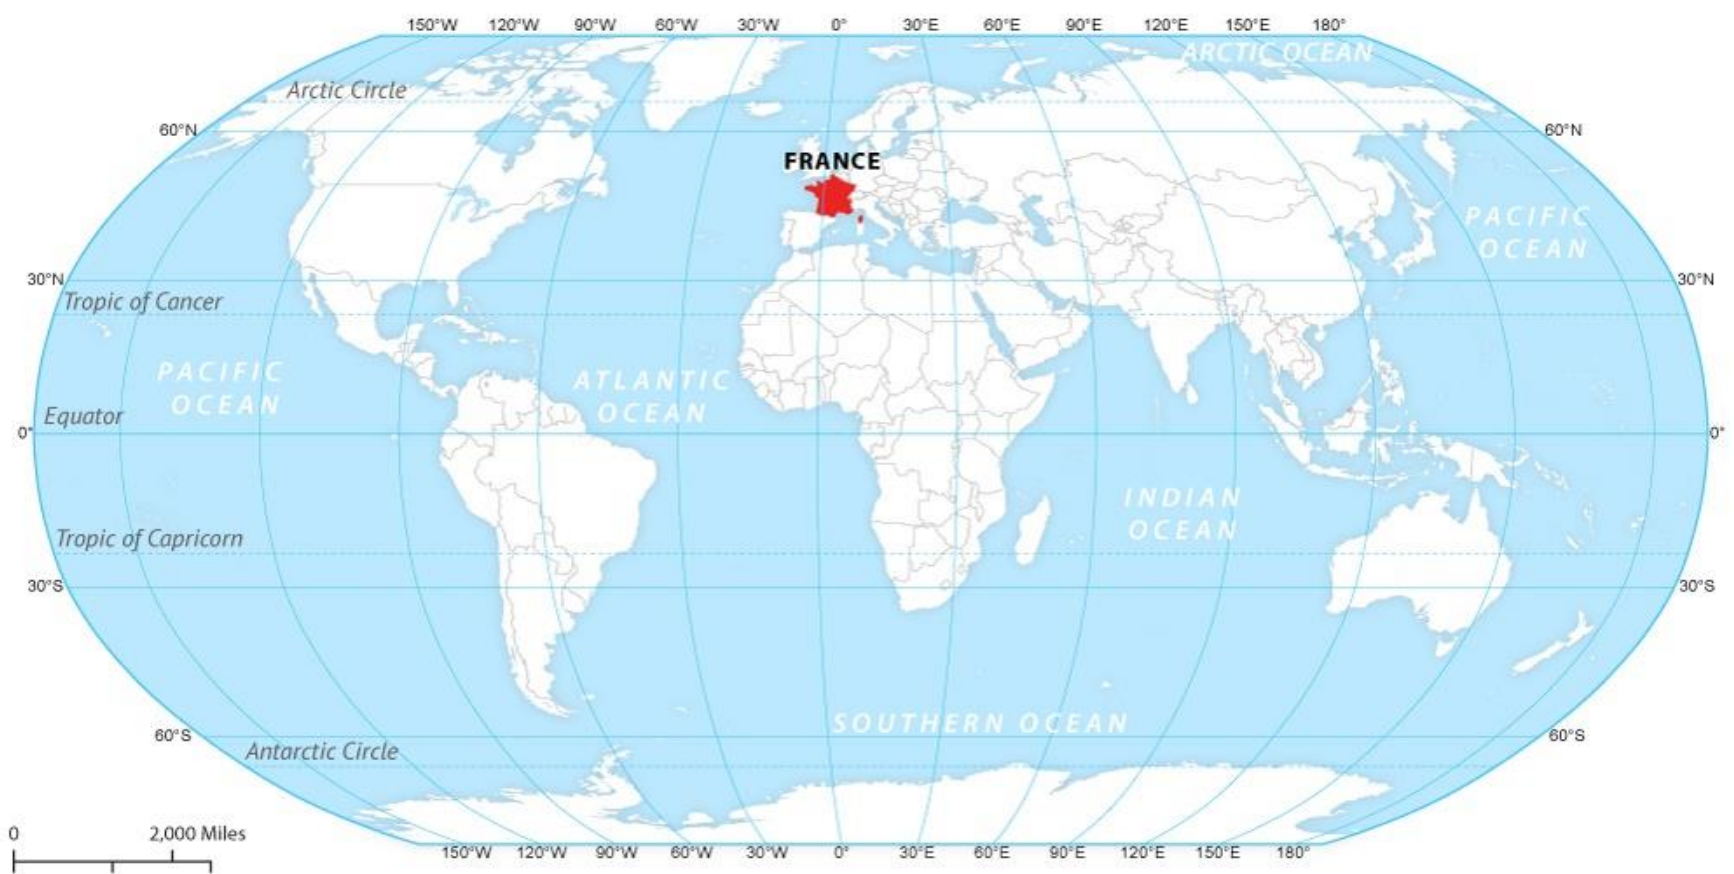 150°W 120°W 90°W 60°W 30°W 0° 30°E 60°E 90°E 120°E 150°E 180°
ARCTIC OCEAN
Arctic Circle
60°N 60°N
FRANCE
PACIFIC
OCEAN
30°N 30°N
Tropic of Cancer
PACIFIC
OCEAN
ATLANTIC
OCEAN
Equator
0° 0°
INDIAN
OCEAN
Tropic of Capricorn
30°S 30°S
SOUTHERN OCEAN
60°S 60°S
Antarctic Circle
0 2,000 Miles
150°W 120°W 90°W 60°W 30°W 0° 30°E 60°E 90°E 120°E 150°E 180°